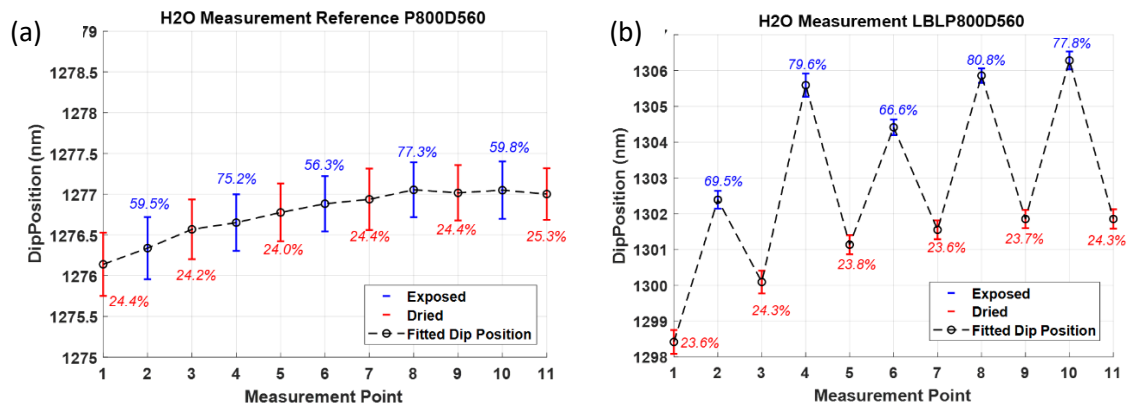 (a)
H2O Measurement Reference P800D560
79
1278.5
1278
1277.5
1277
1276.5
1276
1275.5
1275
DipPosition (nm)
24.4%
59.5%
24.2%
75.2%
24.0%
56.3%
24.4%
77.3%
24.4%
59.8%
25.3%
Exposed
Dried
Fitted Dip Position
1 2 3 4 5 6 7 8 9 10 11
Measurement Point
(b)
H2O Measurement LBLP800D560
1306
1305
1304
1303
1302
1301
1300
1299
1298
DipPosition (nm)
23.6%
69.5%
24.3%
79.6%
23.8%
66.6%
23.6%
80.8%
23.7%
77.8%
24.3%
Exposed
Dried
Fitted Dip Position
1 2 3 4 5 6 7 8 9 10 11
Measurement Point